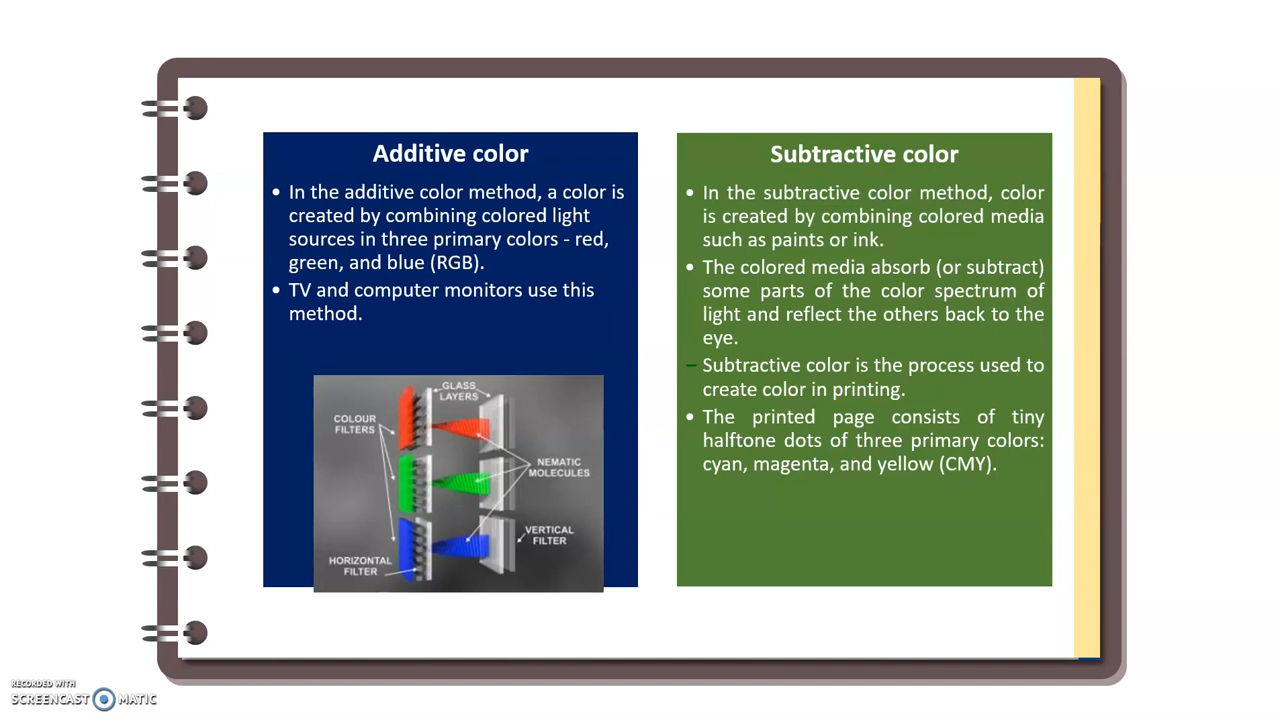 Additive color
• In the additive color method, a color is
created by combining colored light
sources in three primary colors - red,
green, and blue (RGB).
• TV and computer monitors use this
method.
GLASS
LAYERS
COLOUR
FILTERS
NEMATIC
MOLECULES
VERTICAL
FILTER
HORIZONTAL
FILTER
Subtractive color
• In the subtractive color method, color
is created by combining colored media
such as paints or ink.
• The colored media absorb (or subtract)
some parts of the color spectrum of
light and reflect the others back to the
eye.
– Subtractive color is the process used to
create color in printing.
• The printed page consists of tiny
halftone dots of three primary colors:
cyan, magenta, and yellow (CMY).
RECORDED WITH
SCREENCAST MATIC